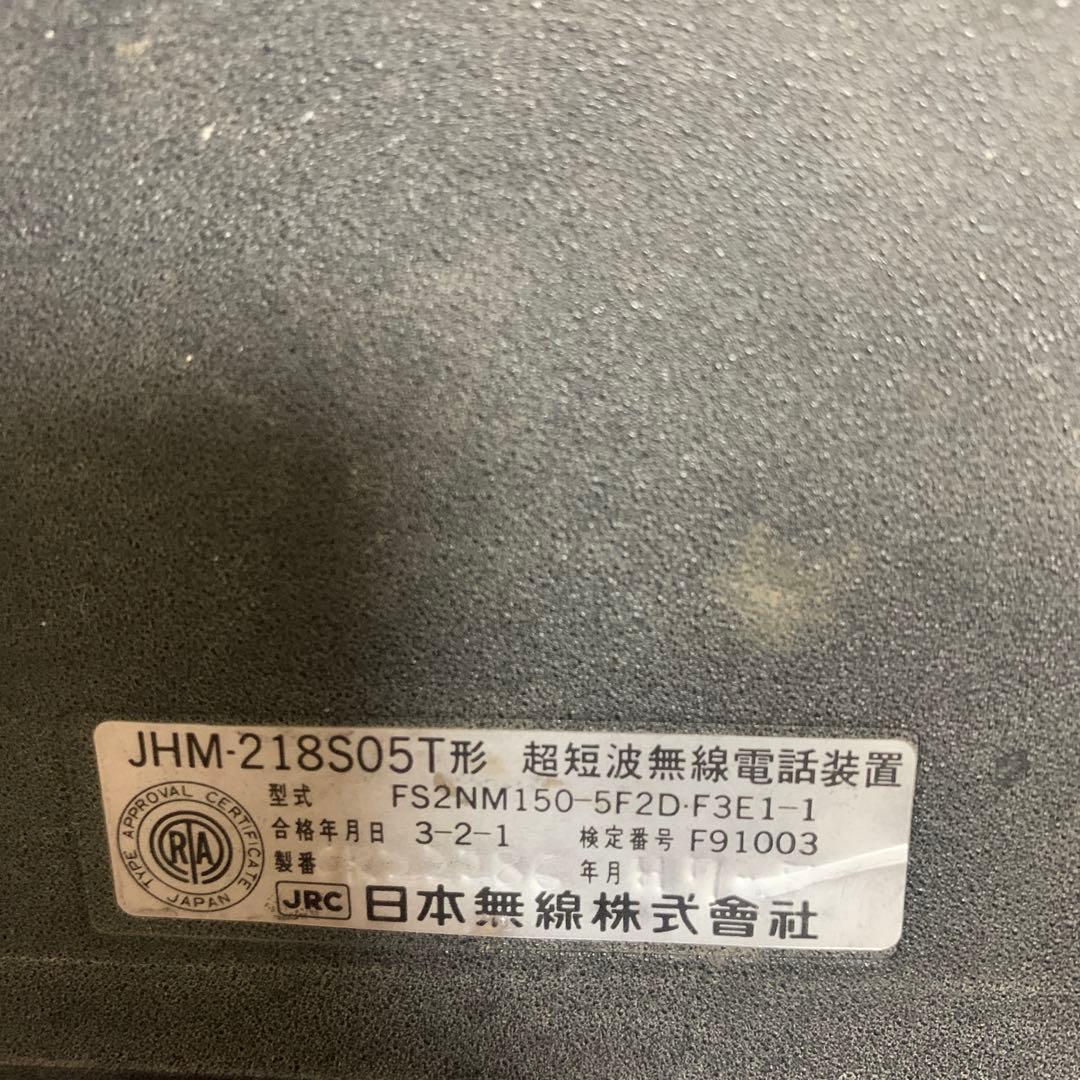 JHM-218S05T形 超短波無線電話装置
型式 FS2NM150-5F2D·F3E1-1
合格年月日 3-2-1 検定番号 F91003
製番 年月
JRC 日本無線株式會社
TYPE APPROVAL CERTIFICATE
RTA
JAPAN